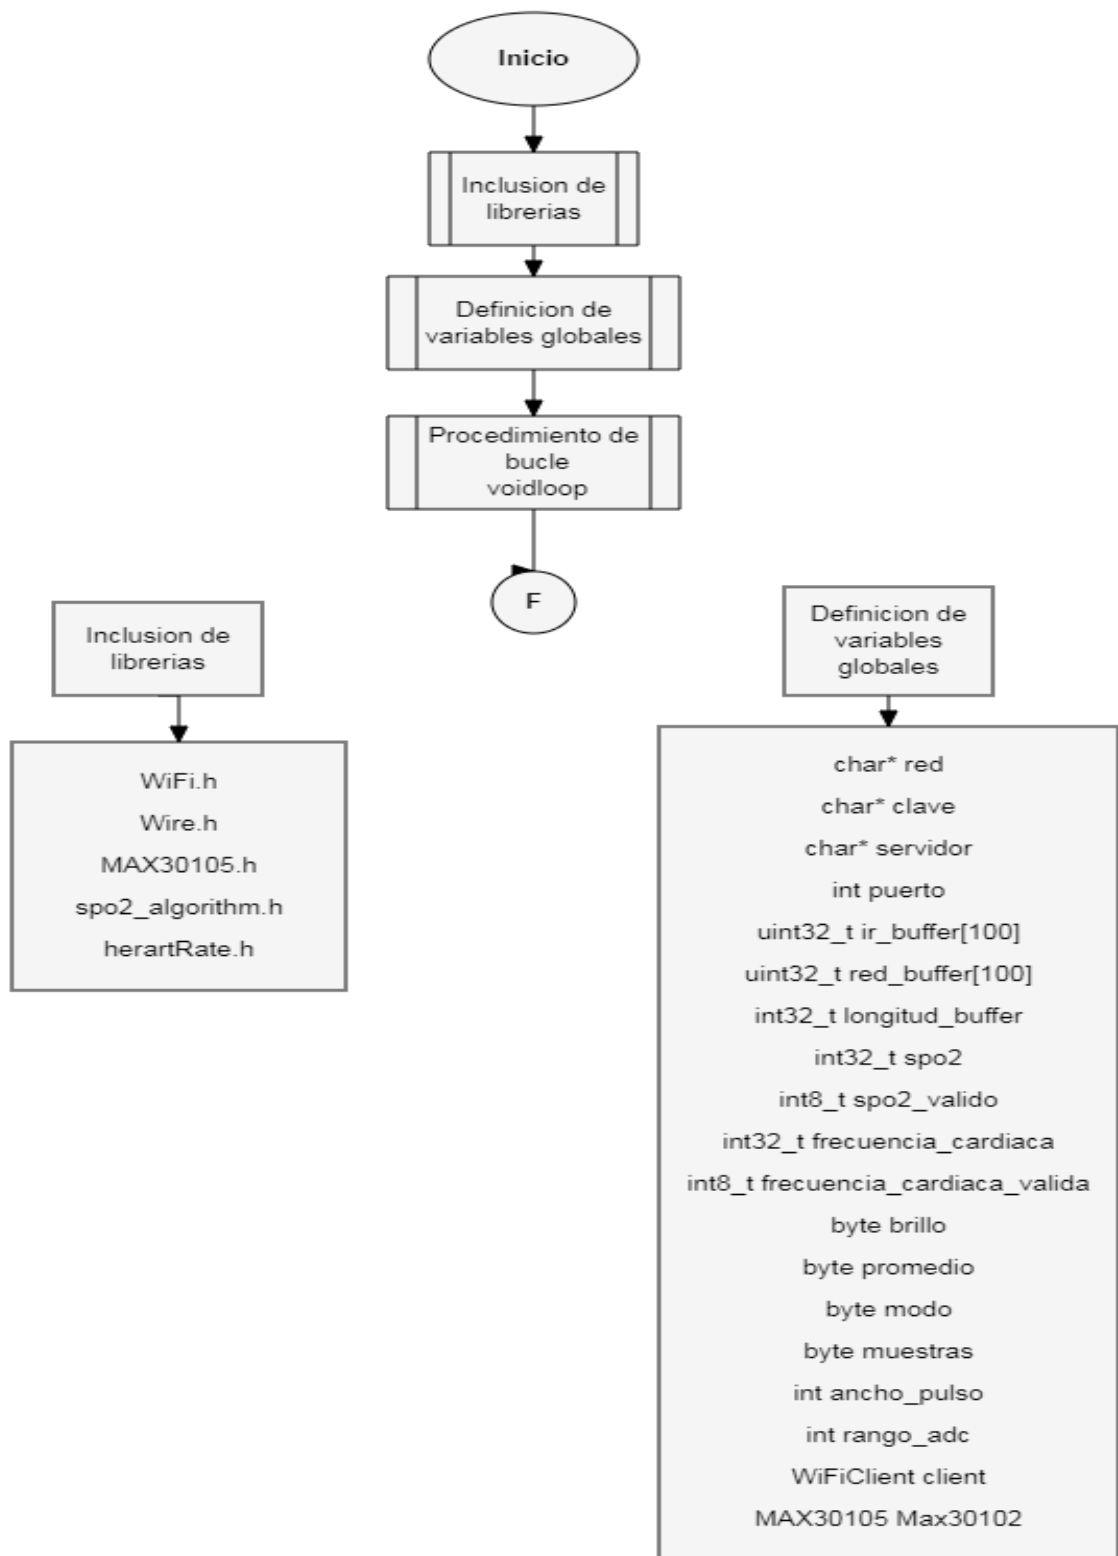 Inicio
Inclusion de
librerias
Definicion de
variables globales
Procedimiento de
bucle
voidloop
F
Inclusion de
librerias
WiFi.h
Wire.h
MAX30105.h
spo2_algorithm.h
herartRate.h
Definicion de
variables
globales
char* red
char* clave
char* servidor
int puerto
uint32_t ir_buffer[100]
uint32_t red_buffer[100]
int32_t longitud_buffer
int32_t spo2
int8_t spo2_valido
int32_t frecuencia_cardiaca
int8_t frecuencia_cardiaca_valida
byte brillo
byte promedio
byte modo
byte muestras
int ancho_pulso
int rango_adc
WiFiClient client
MAX30105 Max30102